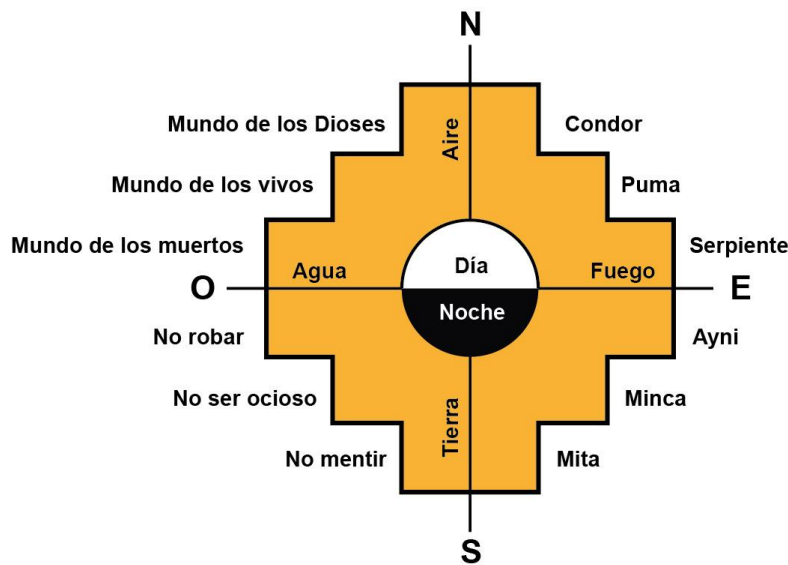 N
Mundo de los Dioses
Aire
Condor
Mundo de los vivos
Puma
Mundo de los muertos
Serpiente
Agua
Día
Fuego
O
E
Noche
No robar
Ayni
No ser ocioso
Minca
Tierra
No mentir
Mita
S